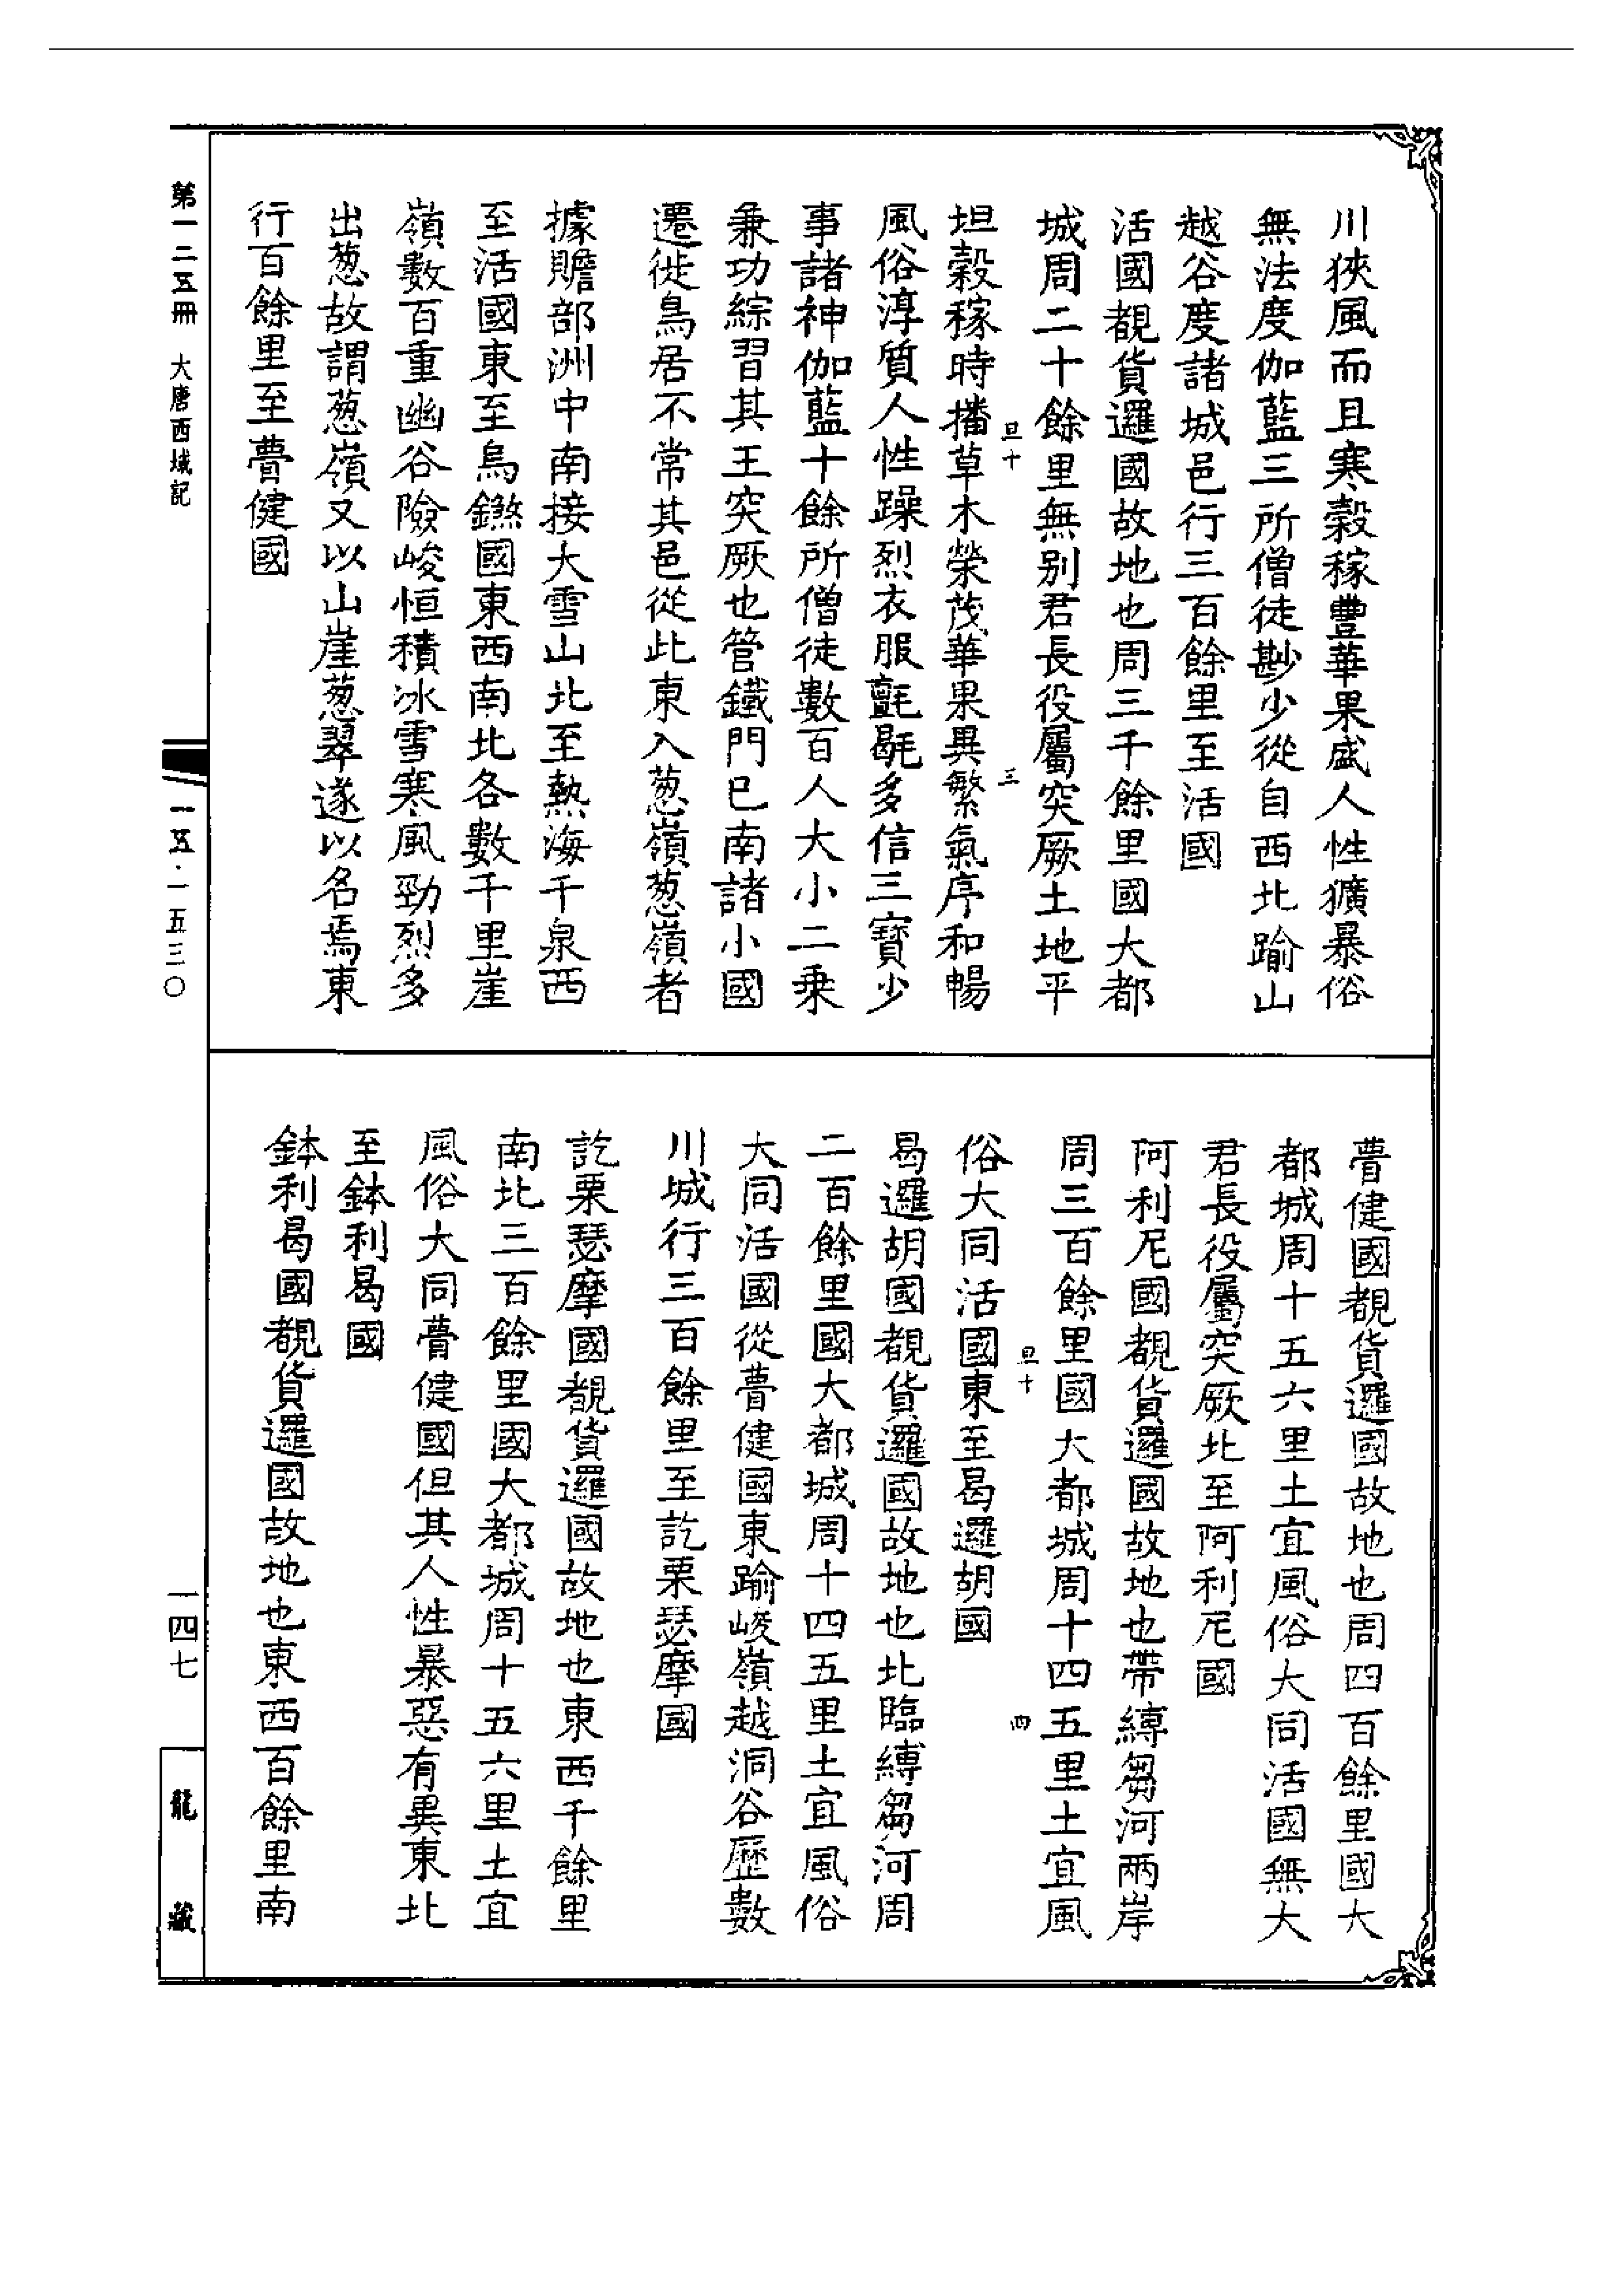 川狹風而且寒穀稼豐華果盛人性獷暴俗
無法度伽藍三所僧徒尠少從自西北踰山
越谷度諸城邑行三百餘里至活國
活國覩貨邏國故地也周三千餘里國大都
城周二十餘里無别君長役屬突厥土地平
旦十
三
坦穀稼時播草木榮茂華果異繁氣序和暢
風俗淳質人性躁烈衣服氈毼多信三寶少
事諸神伽藍十餘所僧徒數百人大小二乗
兼功綜習其王突厥也管鐵門已南諸小國
遷徙鳥居不常其邑從此東入葱嶺葱嶺者
據贍部洲中南接大雪山北至熱海千泉西
至活國東至烏鎩國東西南北各數千里崖
嶺數百重幽谷險峻恒積冰雪寒風勁烈多
出葱故謂葱嶺又以山崖葱翠遂以名焉東
行百餘里至瞢健國
第一二五冊 大唐西域記
一五·一五三〇
瞢健國覩貨邏國故地也周四百餘里國大
都城周十五六里土宜風俗大同活國無大
君長役屬突厥北至阿利尼國
阿利尼國覩貨邏國故地也帶縳芻河兩岸
周三百餘里國大都城周十四五里土宜風
旦十
四
俗大同活國東至曷邏胡國
曷邏胡國覩貨邏國故地也北臨縳芻河周
二百餘里國大都城周十四五里土宜風俗
大同活國從瞢健國東踰峻嶺越洞谷歷數
川城行三百餘里至訖栗瑟摩國
訖栗瑟摩國覩貨邏國故地也東西千餘里
南北三百餘里國大都城周十五六里土宜
風俗大同瞢健國但其人性暴惡有異東北
至鉢利曷國
鉢利曷國覩貨邏國故地也東西百餘里南
一四七
龍藏